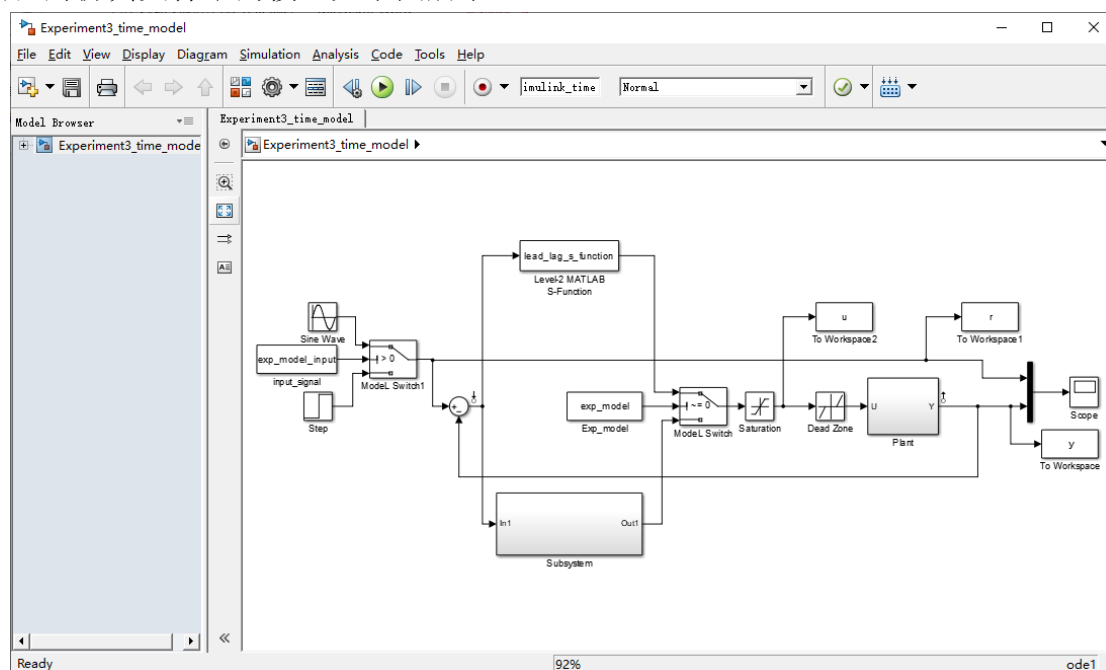 Experiment3_time_model
File Edit View Display Diagram Simulation Analysis Code Tools Help
imulink_time
Normal
Model Browser
Experiment3_time_model
Experiment3_time_mode
Experiment3_time_model
lead_lag_s_function
Level-2 MATLAB
S-Function
Sine Wave
exp_model_input
input_signal
> 0
ModeL Switch1
Step
u
To Workspace2
r
To Workspace1
exp_model
Exp_model
~= 0
ModeL Switch
Saturation
Dead Zone
U
Y
Plant
Scope
y
To Workspace
In1
Out1
Subsystem
Ready
92%
ode1